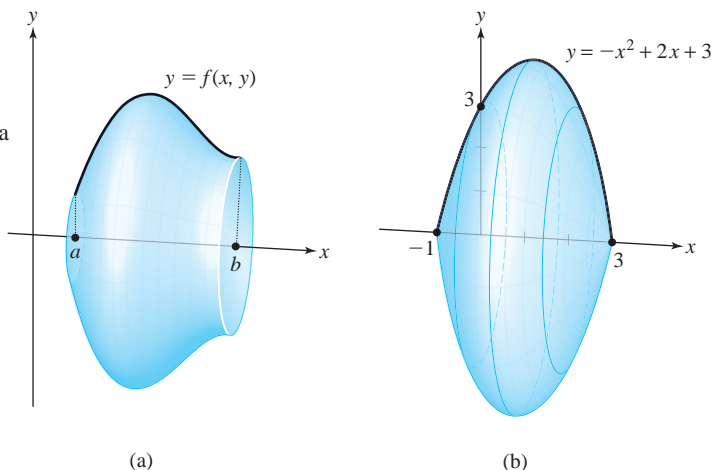 y
y = f(x, y)
a
a
b
x
(a)
y
y = −x² + 2x + 3
3
−1
3
x
(b)